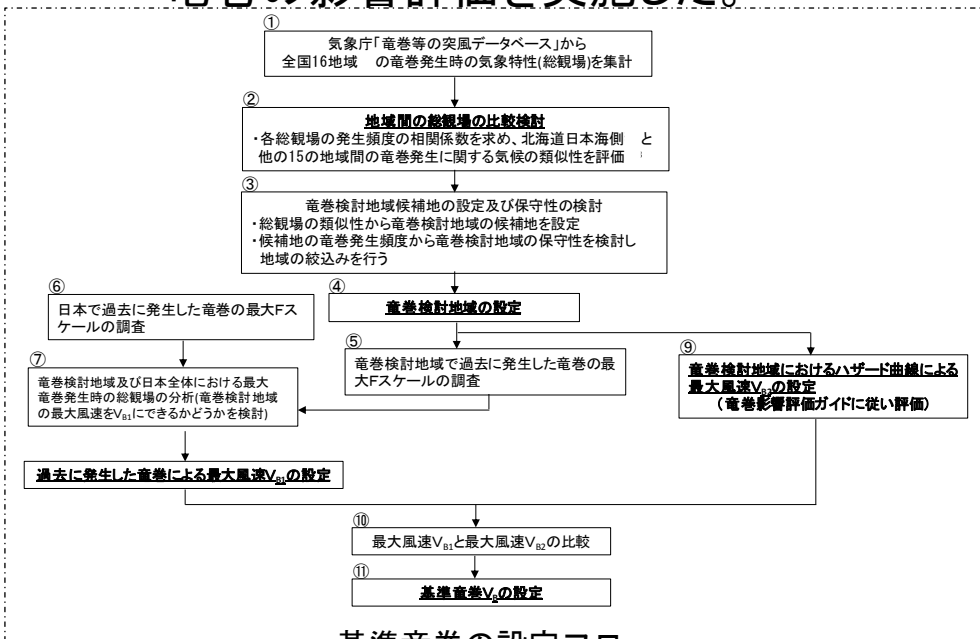 竜巻の影響評価を実施した。
①
気象庁「竜巻等の突風データベース」から
全国16地域 の竜巻発生時の気象特性(総観場)を集計
②
地域間の総観場の比較検討
・各総観場の発生頻度の相関係数を求め、北海道日本海側 と
他の15の地域間の竜巻発生に関する気候の類似性を評価
③
竜巻検討地域候補地の設定及び保守性の検討
・総観場の類似性から竜巻検討地域の候補地を設定
・候補地の竜巻発生頻度から竜巻検討地域の保守性を検討し
地域の絞込みを行う
④
竜巻検討地域の設定
⑥
日本で過去に発生した竜巻の最大Fス
ケールの調査
⑤
竜巻検討地域で過去に発生した竜巻の最
大Fスケールの調査
⑨
竜巻検討地域におけるハザード曲線による
最大風速VB2の設定
(竜巻影響評価ガイドに従い評価)
⑦
竜巻検討地域及び日本全体における最大
竜巻発生時の総観場の分析(竜巻検討地域
の最大風速をVB1にできるかどうかを検討)
過去に発生した竜巻による最大風速VB1の設定
⑩
最大風速VB1と最大風速VB2の比較
⑪
基準竜巻VBの設定
基準竜巻の設定フロー